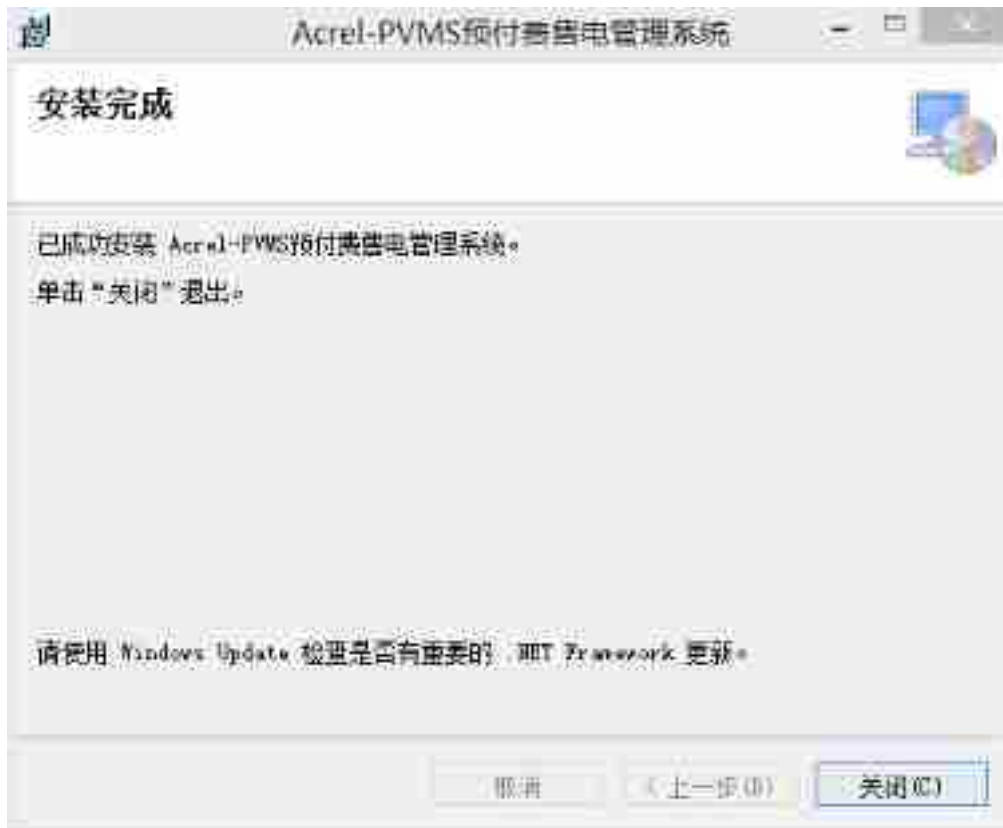 Acrel-PVMS预付费售电管理系统
安装完成
已成功安装 Acrel-PVMS预付费售电管理系统。
单击“关闭”退出。
请使用 Windows Update 检查是否有重要的 .NET Framework 更新。
取消
< 上一步(B)
关闭(C)